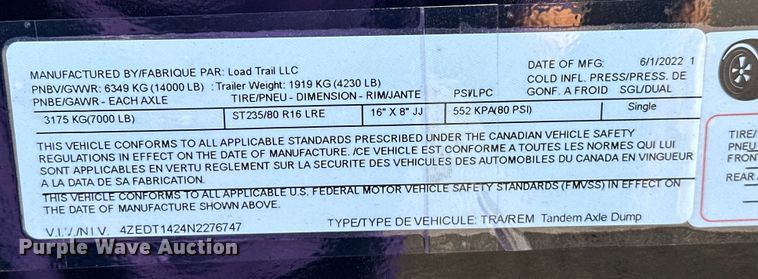 MANUFACTURED BY/FABRIQUE PAR: Load Trail LLC DATE OF MFG: 6/1/2022 1
PNBV/GVWR: 6349 KG (14000 LB) : Trailer Weight: 1919 KG (4230 LB) COLD INFL. PRESS/PRESS. DE
PNBE/GAWR - EACH AXLE TIRE/PNEU - DIMENSION - RIM/JANTE PSI/LPC GONF. A FROID SGL/DUAL
3175 KG(7000 LB) ST235/80 R16 LRE 16" X 8" JJ 552 KPA(80 PSI) Single
THIS VEHICLE CONFORMS TO ALL APPLICABLE STANDARDS PRESCRIBED UNDER THE CANADIAN VEHICLE SAFETY
REGULATIONS IN EFFECT ON THE DATE OF MANUFACTURE. /CE VEHICLE EST CONFORME A TOUTES LES NORMES QUI LUI
SONT APPLICABLES EN VERTU REGLEMENT SUR LA SECURITE DES VEHICULES DES AUTOMOBILES DU CANADA EN VINGUEUR
A LA DATA DE SA FABRICATION.
THIS VEHICLE CONFORMS TO ALL APPLICABLE U.S. FEDERAL MOTOR VEHICLE SAFETY STANDARDS (FMVSS) IN EFFECT ON
THE DATE OF MANUFACTURE SHOWN ABOVE.
V.I.V./N.I.V. 4ZEDT1424N2276747 TYPE/TYPE DE VEHICULE: TRA/REM Tandem Axle Dump
TIRE/
PNEU
FRONT
REAR
Purple Wave Auction